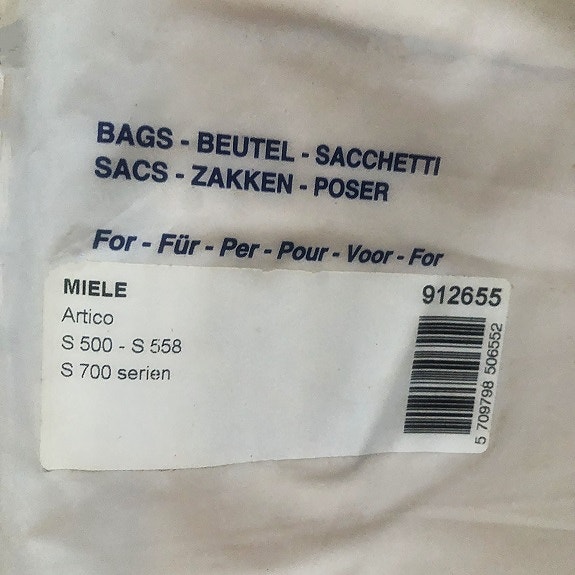 BAGS - BEUTEL - SACCHETTI
SACS - ZAKKEN - POSER
For - Für - Per - Pour - Voor - For
MIELE
912655
Artico
S 500 - S 558
S 700 serien
5 709798 506552